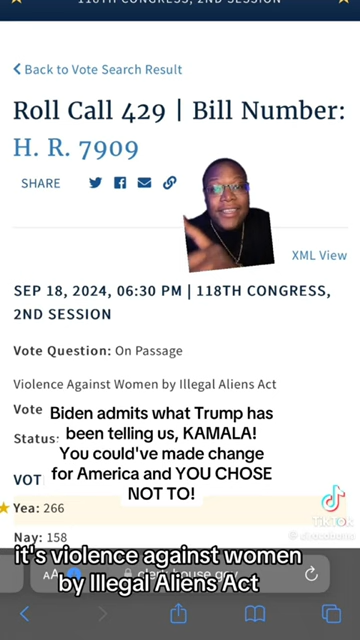 118TH CONGRESS, 2ND SESSION
Back to Vote Search Result
Roll Call 429 | Bill Number:
H. R. 7909
SHARE
XML View
SEP 18, 2024, 06:30 PM | 118TH CONGRESS,
2ND SESSION
Vote Question: On Passage
Violence Against Women by Illegal Aliens Act
Vote
Biden admits what Trump has
been telling us, KAMALA!
Status:
You could've made change
for America and YOU CHOSE
NOT TO!
VOT
TikTok
Yea: 266
Nay: 158
it's violence against women
by Illegal Aliens Act
AA